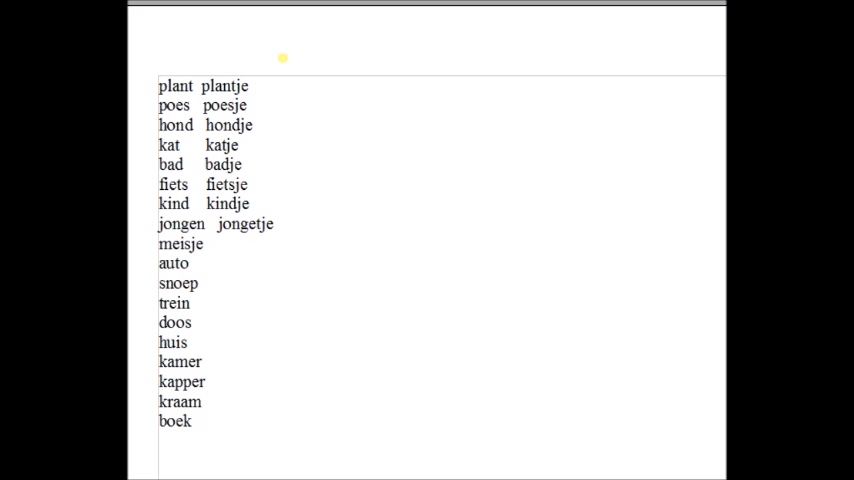 plant plantje
poes poesje
hond hondje
kat katje
bad badje
fiets fietsje
kind kindje
jongen jongetje
meisje
auto
snoep
trein
doos
huis
kamer
kapper
kraam
boek